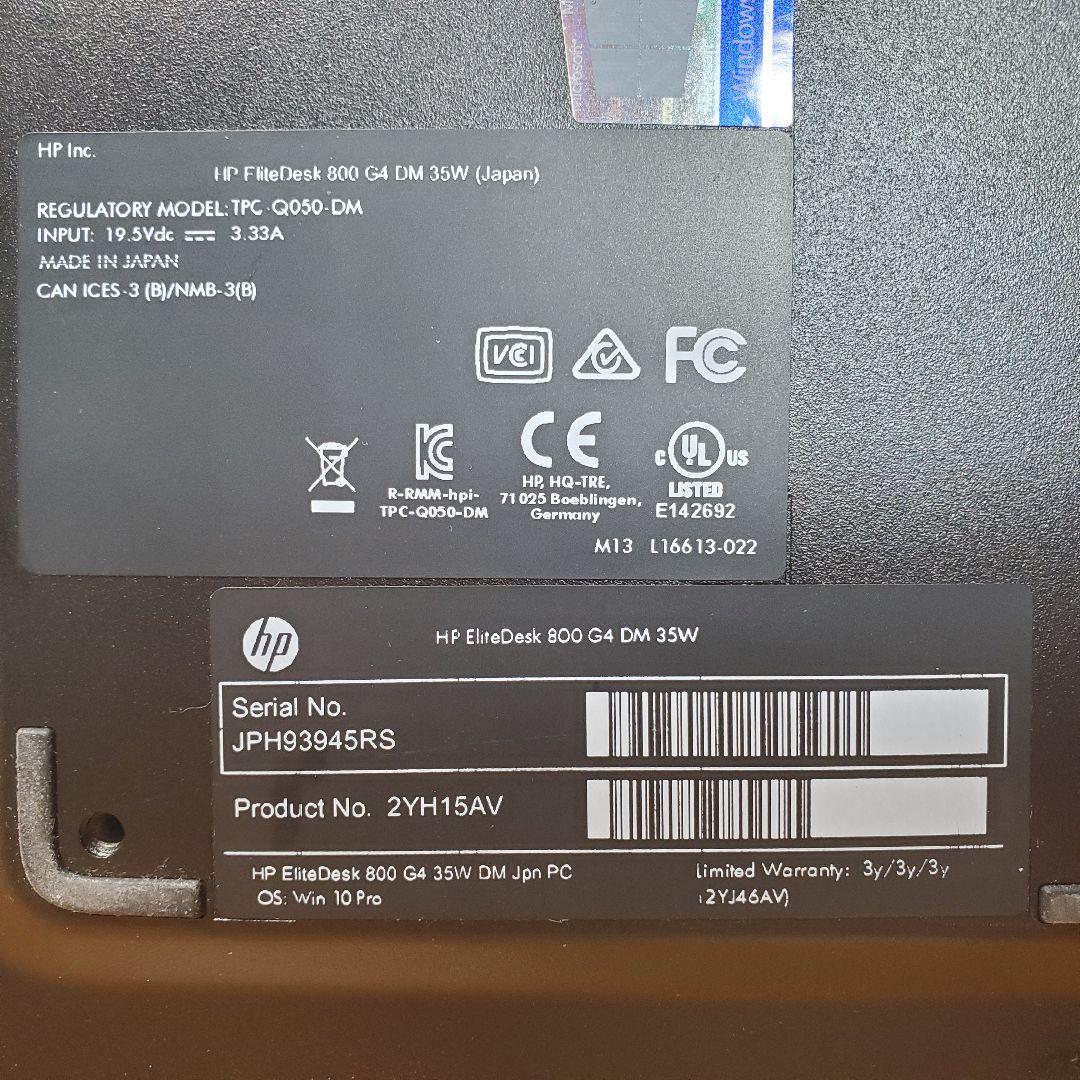 Microsoft
Windows
HP Inc.
HP EliteDesk 800 G4 DM 35W (Japan)
REGULATORY MODEL: TPC-Q050-DM
INPUT: 19.5Vdc 3.33A
MADE IN JAPAN
CAN ICES-3 (B)/NMB-3(B)
VCI
FC
CE
C UL US
LISTED
E142692
HP, HQ-TRE,
71025 Boeblingen,
Germany
R-RMM-hpi-
TPC-Q050-DM
M13 L16613-022
hp
HP EliteDesk 800 G4 DM 35W
Serial No.
JPH93945RS
Product No. 2YH15AV
HP EliteDesk 800 G4 35W DM Jpn PC
OS: Win 10 Pro
Limited Warranty: 3y/3y/3y
(2YJ46AV)